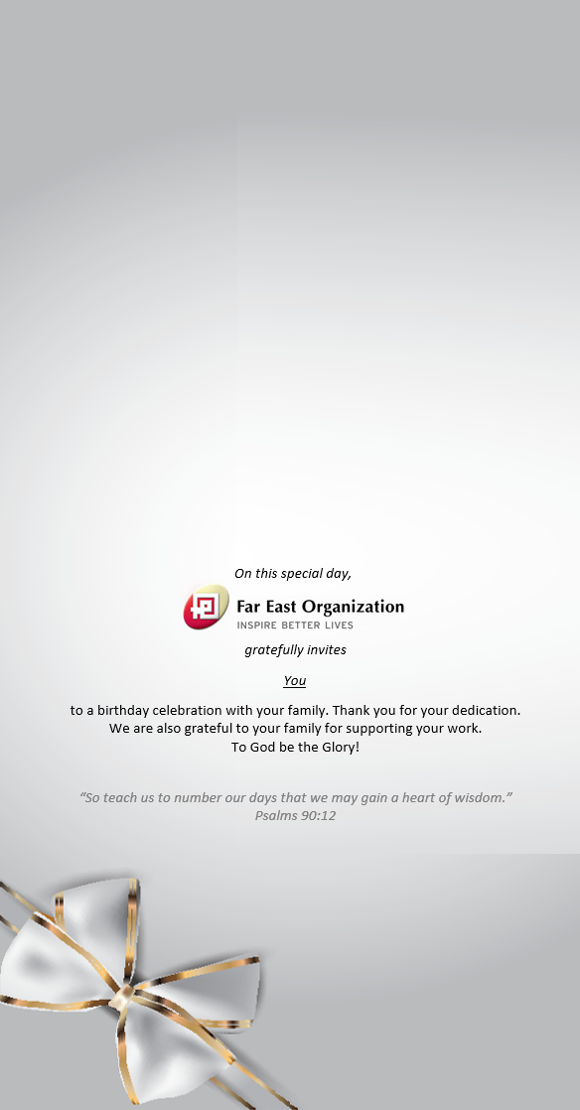 On this special day,
Far East Organization
INSPIRE BETTER LIVES
gratefully invites
You
to a birthday celebration with your family. Thank you for your dedication.
We are also grateful to your family for supporting your work.
To God be the Glory!
“So teach us to number our days that we may gain a heart of wisdom.”
Psalms 90:12